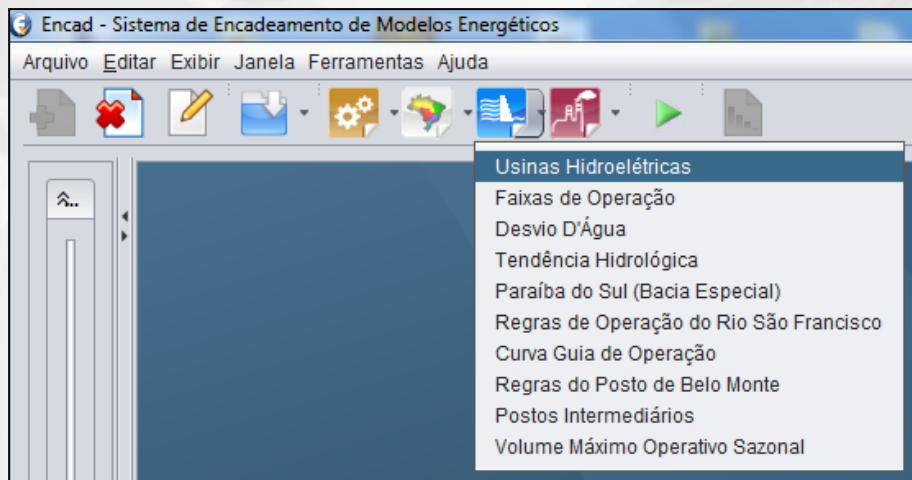 Encad - Sistema de Encadeamento de Modelos Energéticos
Arquivo Editar Exibir Janela Ferramentas Ajuda
Usinas Hidroelétricas
Faixas de Operação
Desvio D'Água
Tendência Hidrológica
Paraíba do Sul (Bacia Especial)
Regras de Operação do Rio São Francisco
Curva Guia de Operação
Regras do Posto de Belo Monte
Postos Intermediários
Volume Máximo Operativo Sazonal